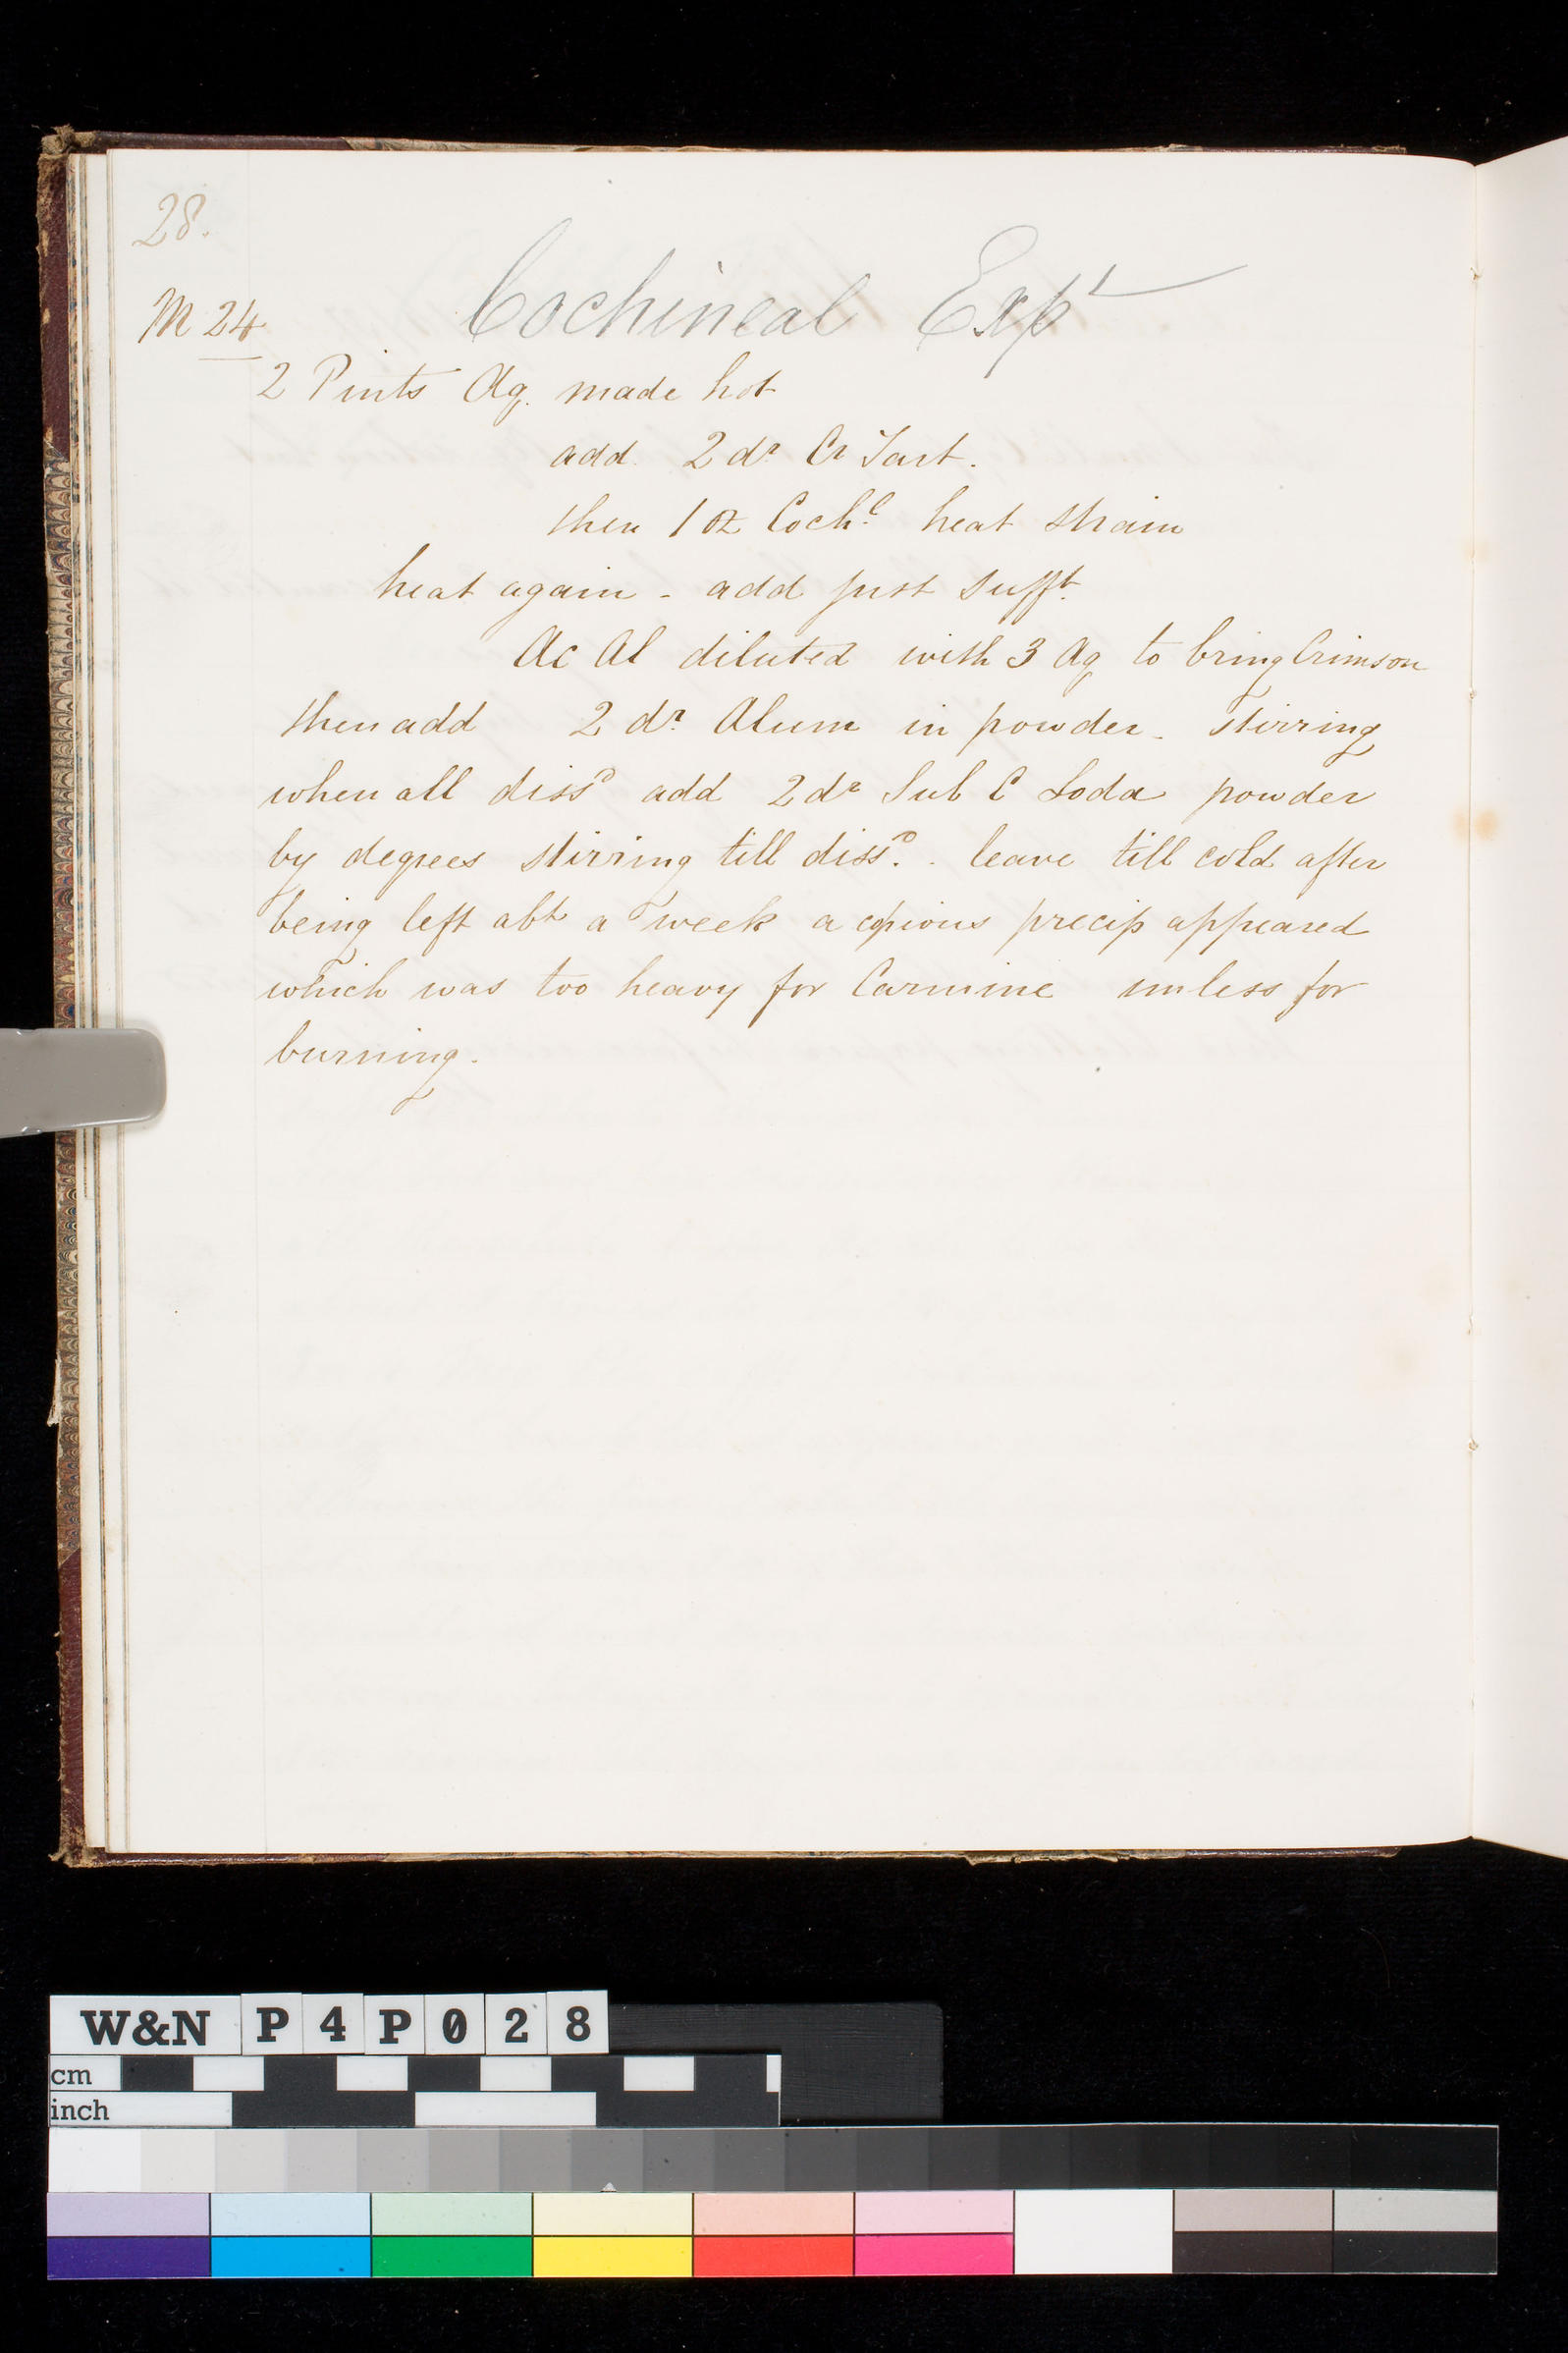 28.
Cochineal Expt
M 24
2 Pints Aq. made hot
add 2 dr Cr Tart.
then 1 oz Cochl heat strain
heat again - add just sufft.
Ac Al diluted with 3 Aq to bring Crimson
then add 2 dr. Alum in powder. stirring
when all dissd add 2 dr Sub C Soda powder
by degrees stirring till dissd. . leave till cold after
being left abt a week a copious precip appeared
which was too heavy for Carmine unless for
burning.
W&N P4P028
cm
inch